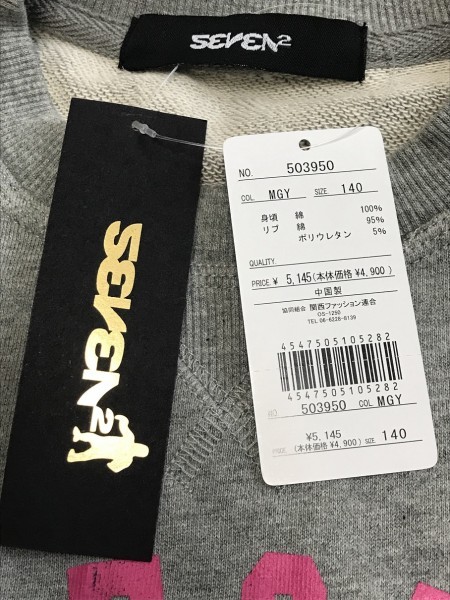 SEVEN2
SEVEN2
NO. 503950
COL. MGY SIZE 140
身頃 綿 100%
リブ 綿 95%
ポリウレタン 5%
QUALITY.
PRICE ¥ 5,145(本体価格¥4,900)
中国製
協同組合 関西ファッション連合
OS-1250
TEL 06-6228-8139
4547505105282
4547505105282
NO. 503950 COL MGY
¥5,145
PRICE (本体価格¥4,900) SIZE 140